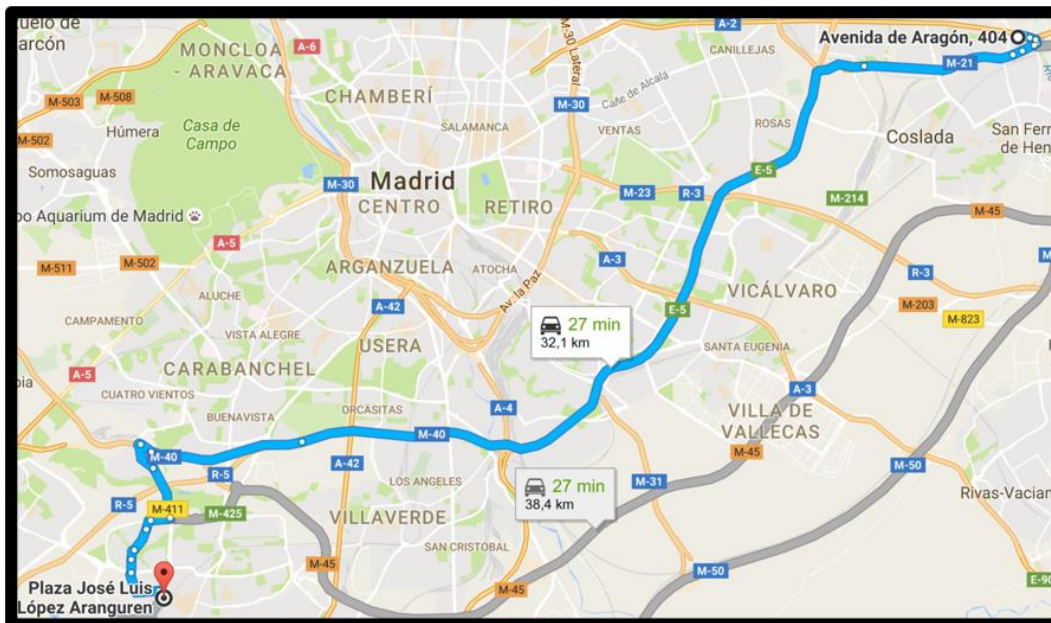 zuelo de
larcón
MONCLOA
- ARAVACA
A-6
M-30 Lateral
A-2
CANILLEJAS
Avenida de Aragón, 404
M-21
M-503
M-508
CHAMBERÍ
Calle de Alcalá
Húmera
Casa de
Campo
SALAMANCA
M-30
VENTAS
ROSAS
Coslada
San Fern
de Hen
M-502
Somosaguas
M-30
Madrid
CENTRO
RETIRO
M-23
R-3
E-5
M-214
oo Aquarium de Madrid
M-45
A-5
M-511
M-502
ARGANZUELA
ATOCHA
A-3
R-3
ALUCHE
A-42
Av. la Paz
VICÁLVARO
M-203
M-823
E-5
CAMPAMENTO
VISTA ALEGRE
USERA
27 min
32,1 km
SANTA EUGENIA
A-5
CARABANCHEL
CUATRO VIENTOS
A-3
BUENAVISTA
ORCASITAS
A-4
VILLA DE
VALLECAS
M-40
M-40
M-45
M-50
R-5
A-42
27 min
38,4 km
LOS ANGELES
M-31
Rivas-Vaciam
R-5
M-411
M-425
VILLAVERDE
SAN CRISTOBAL
M-45
M-45
M-50
E-90
Plaza José Luis
López Aranguren